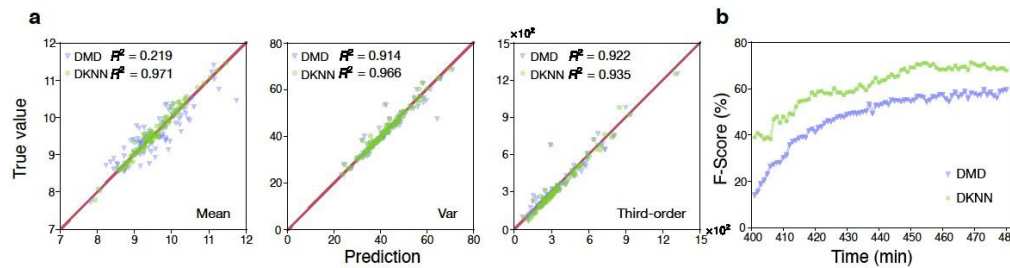 a
True value
12
11
10
9
8
7
7
8
9
10
11
12
DMD R² = 0.219
DKNN R² = 0.971
Mean
80
60
40
20
0
0
20
40
60
80
DMD R² = 0.914
DKNN R² = 0.966
Var
×10²
15
12
9
6
3
0
0
3
6
9
12
15
×10²
DMD R² = 0.922
DKNN R² = 0.935
Third-order
Prediction
b
F-Score (%)
80
60
40
20
0
400
410
420
430
440
450
460
470
480
DMD
DKNN
Time (min)